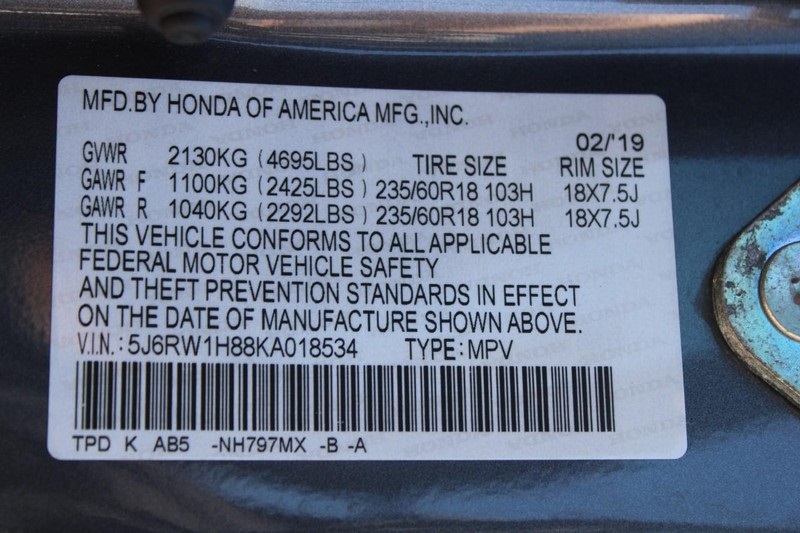 MFD.BY HONDA OF AMERICA MFG.,INC.
02/'19
GVWR 2130KG (4695LBS) TIRE SIZE RIM SIZE
GAWR F 1100KG (2425LBS) 235/60R18 103H 18X7.5J
GAWR R 1040KG (2292LBS) 235/60R18 103H 18X7.5J
THIS VEHICLE CONFORMS TO ALL APPLICABLE
FEDERAL MOTOR VEHICLE SAFETY
AND THEFT PREVENTION STANDARDS IN EFFECT
ON THE DATE OF MANUFACTURE SHOWN ABOVE.
V.I.N.: 5J6RW1H88KA018534 TYPE: MPV
TPD K AB5 -NH797MX -B -A